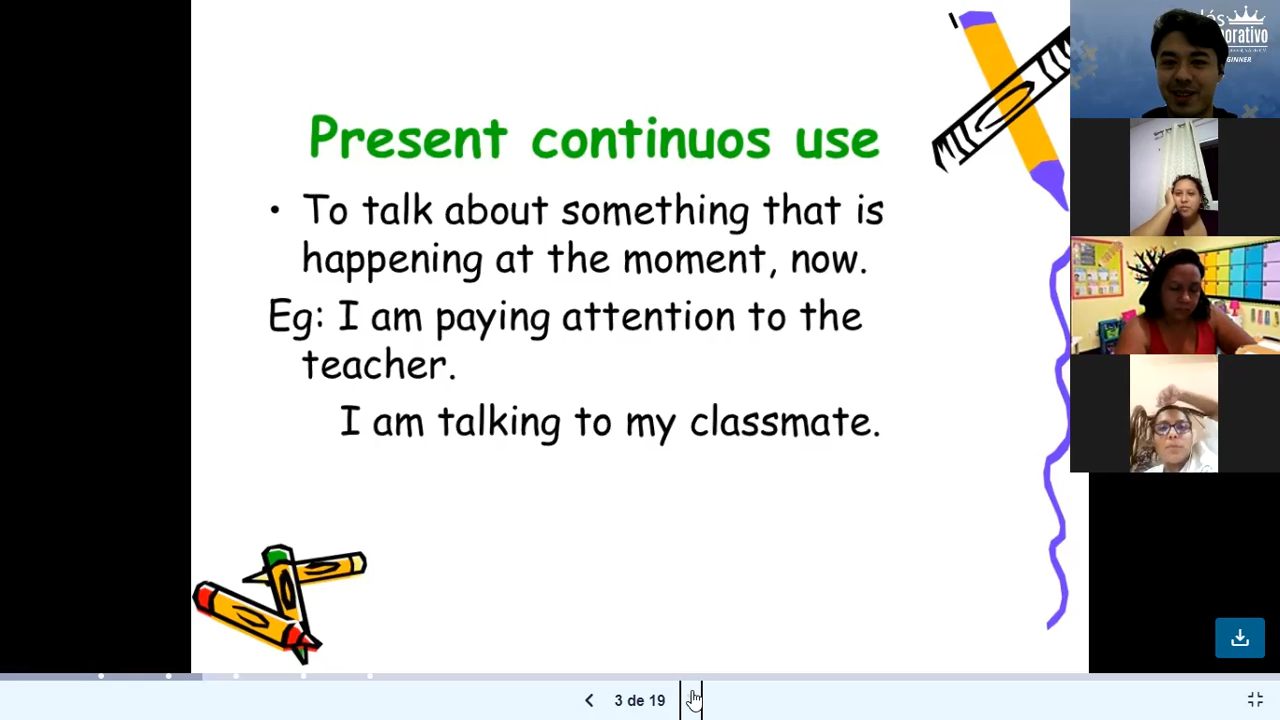 Present continuos use
• To talk about something that is
happening at the moment, now.
Eg: I am paying attention to the
teacher.
I am talking to my classmate.
3 de 19